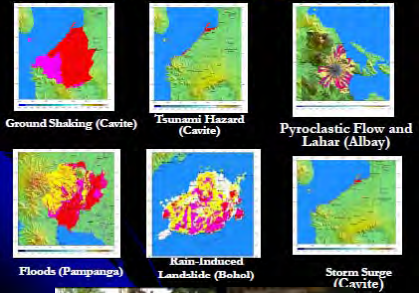 Ground Shaking (Cavite)
Tsunami Hazard
(Cavite)
Pyroclastic Flow and
Lahar (Albay)
Floods (Pampanga)
Rain-Induced
Landslide (Bohol)
Storm Surge
(Cavite)